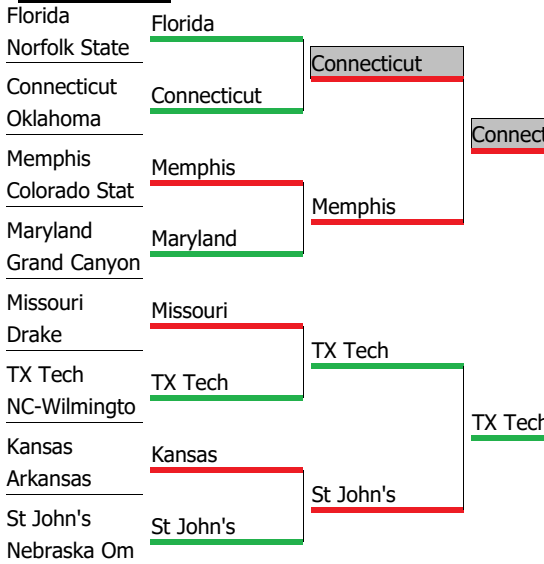 Florida
Norfolk State
Connecticut
Oklahoma
Memphis
Colorado Stat
Maryland
Grand Canyon
Missouri
Drake
TX Tech
NC-Wilmingto
Kansas
Arkansas
St John's
Nebraska Om
Florida
Connecticut
Memphis
Maryland
Missouri
TX Tech
Kansas
St John's
Connecticut
Memphis
TX Tech
St John's
Connect
TX Tech